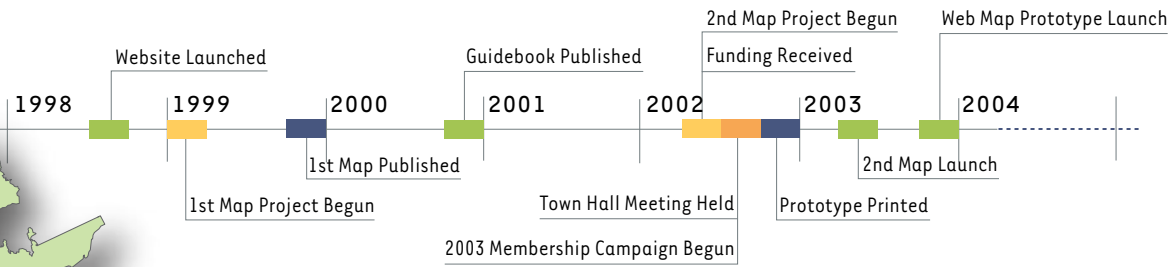 2nd Map Project Begun
Web Map Prototype Launch
Website Launched
Guidebook Published
Funding Received
1998
1999
2000
2001
2002
2003
2004
1st Map Published
2nd Map Launch
1st Map Project Begun
Town Hall Meeting Held
Prototype Printed
2003 Membership Campaign Begun